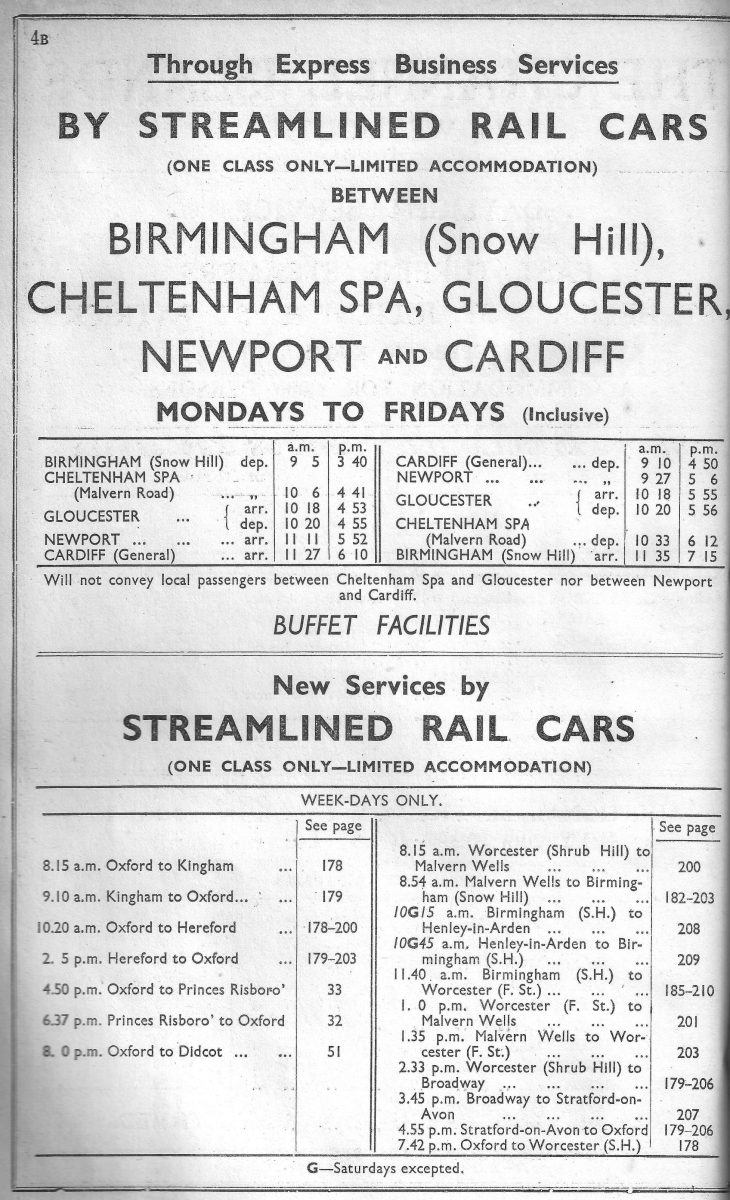 4B
Through Express Business Services
BY STREAMLINED RAIL CARS
(ONE CLASS ONLY—LIMITED ACCOMMODATION)
BETWEEN
BIRMINGHAM (Snow Hill),
CHELTENHAM SPA, GLOUCESTER,
NEWPORT AND CARDIFF
MONDAYS TO FRIDAYS (Inclusive)
a.m. p.m.
BIRMINGHAM (Snow Hill) dep. 9 5 3 40
CHELTENHAM SPA
(Malvern Road) ... „ 10 6 4 41
GLOUCESTER ... { arr. 10 18 4 53
dep. 10 20 4 55
NEWPORT ... ... ... arr. 11 11 5 52
CARDIFF (General) ... arr. 11 27 6 10
a.m. p.m.
CARDIFF (General)... ... dep. 9 10 4 50
NEWPORT ... ... ... „ 9 27 5 6
GLOUCESTER ... { arr. 10 18 5 55
dep. 10 20 5 56
CHELTENHAM SPA
(Malvern Road) ... dep. 10 33 6 12
BIRMINGHAM (Snow Hill) arr. 11 35 7 15
Will not convey local passengers between Cheltenham Spa and Gloucester nor between Newport
and Cardiff.
BUFFET FACILITIES
New Services by
STREAMLINED RAIL CARS
(ONE CLASS ONLY—LIMITED ACCOMMODATION)
WEEK-DAYS ONLY.
See page
8.15 a.m. Oxford to Kingham ... 178
9.10 a.m. Kingham to Oxford... ... 179
10.20 a.m. Oxford to Hereford ... 178-200
2. 5 p.m. Hereford to Oxford ... 179-203
4.50 p.m. Oxford to Princes Risboro' 33
6.37 p.m. Princes Risboro' to Oxford 32
8. 0 p.m. Oxford to Didcot ... ... 51
See page
8.15 a.m. Worcester (Shrub Hill) to
Malvern Wells ... ... ... 200
8.54 a.m. Malvern Wells to Birming-
ham (Snow Hill) ... ... ... 182-203
10G15 a.m. Birmingham (S.H.) to
Henley-in-Arden ... ... ... 208
10G45 a.m. Henley-in-Arden to Bir-
mingham (S.H.) ... ... ... 209
11.40 a.m. Birmingham (S.H.) to
Worcester (F. St.) ... ... ... 185-210
1. 0 p.m. Worcester (F. St.) to
Malvern Wells ... ... ... 201
1.35 p.m. Malvern Wells to Wor-
cester (F. St.) ... ... ... 203
2.33 p.m. Worcester (Shrub Hill) to
Broadway ... ... ... ... 179-206
3.45 p.m. Broadway to Stratford-on-
Avon ... ... ... ... 207
4.55 p.m. Stratford-on-Avon to Oxford 179-206
7.42 p.m. Oxford to Worcester (S.H.) 178
G—Saturdays excepted.